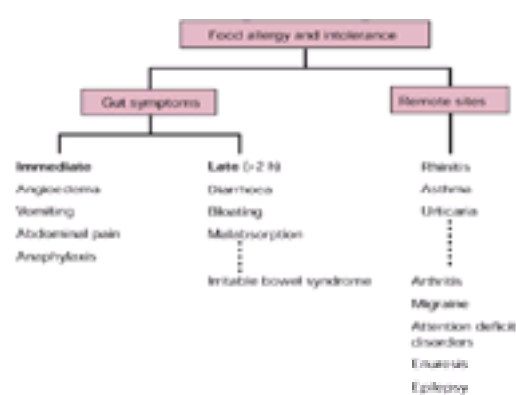 Food allergy and intolerance
Gut symptoms
Remote sites
Immediate
Angioedema
Vomiting
Abdominal pain
Anaphylaxis
Late (>2 h)
Diarrhoea
Bloating
Malabsorption
Irritable bowel syndrome
Rhinitis
Asthma
Urticaria
Arthritis
Migraine
Attention deficit
disorders
Enuresis
Epilepsy